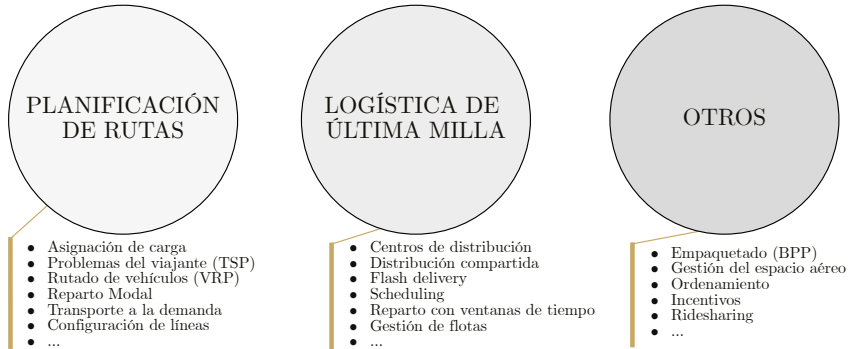 PLANIFICACIÓN
DE RUTAS
• Asignación de carga
• Problemas del viajante (TSP)
• Rutado de vehículos (VRP)
• Reparto Modal
• Transporte a la demanda
• Configuración de líneas
• ...
LOGÍSTICA DE
ÚLTIMA MILLA
• Centros de distribución
• Distribución compartida
• Flash delivery
• Scheduling
• Reparto con ventanas de tiempo
• Gestión de flotas
• ...
OTROS
• Empaquetado (BPP)
• Gestión del espacio aéreo
• Ordenamiento
• Incentivos
• Ridesharing
• ...